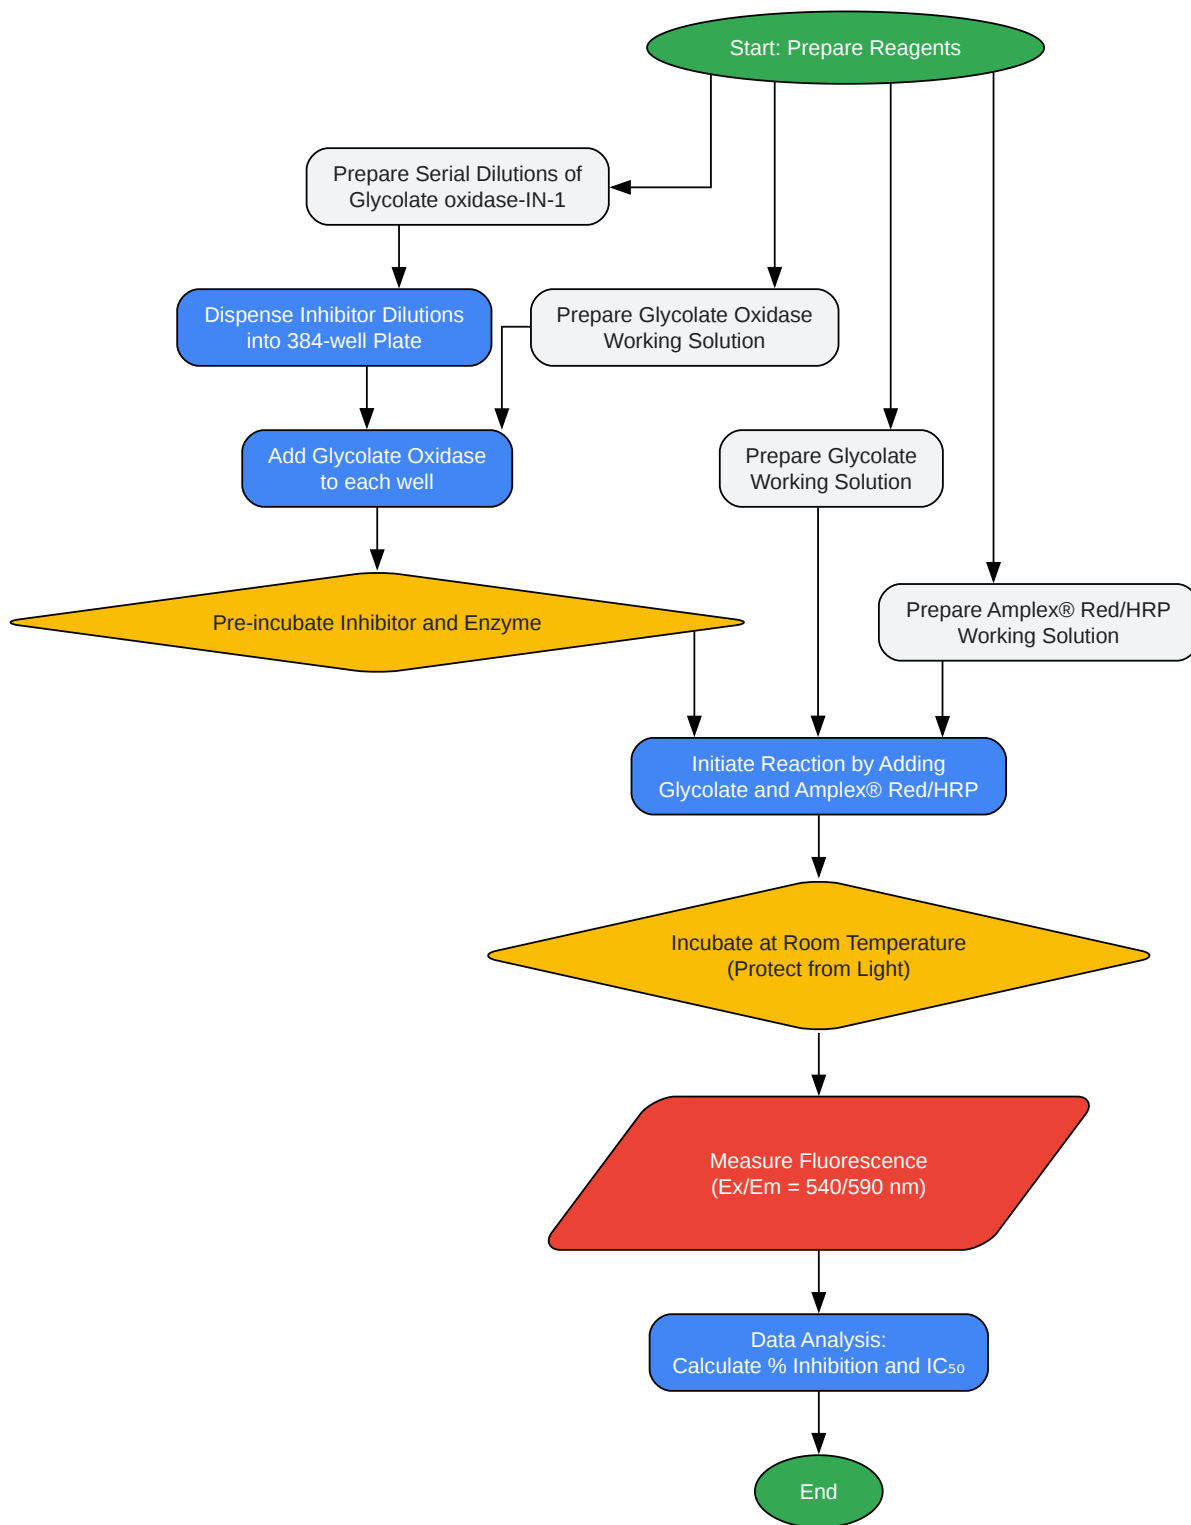 Start: Prepare Reagents
Prepare Serial Dilutions of
Glycolate oxidase-IN-1
Dispense Inhibitor Dilutions
into 384-well Plate
Prepare Glycolate Oxidase
Working Solution
Add Glycolate Oxidase
to each well
Prepare Glycolate
Working Solution
Pre-incubate Inhibitor and Enzyme
Prepare Amplex® Red/HRP
Working Solution
Initiate Reaction by Adding
Glycolate and Amplex® Red/HRP
Incubate at Room Temperature
(Protect from Light)
Measure Fluorescence
(Ex/Em = 540/590 nm)
Data Analysis:
Calculate % Inhibition and IC₅₀
End